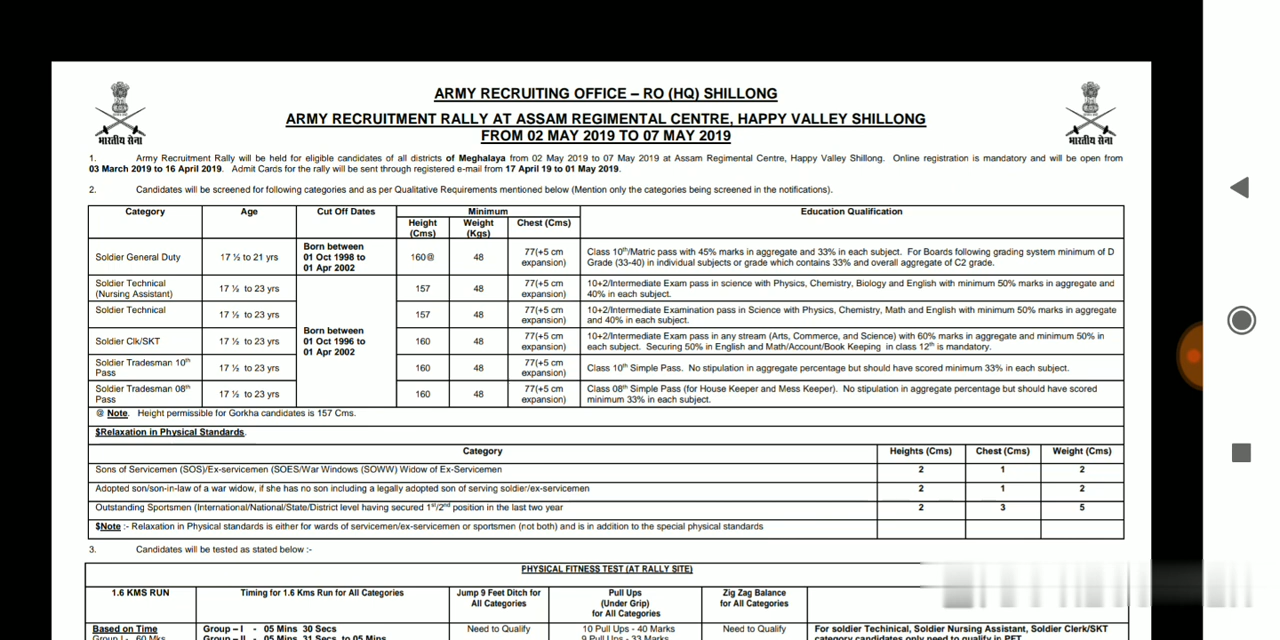 ARMY RECRUITING OFFICE – RO (HQ) SHILLONG
ARMY RECRUITMENT RALLY AT ASSAM REGIMENTAL CENTRE, HAPPY VALLEY SHILLONG
FROM 02 MAY 2019 TO 07 MAY 2019
भारतीय सेना
भारतीय सेना
1. Army Recruitment Rally will be held for eligible candidates of all districts of Meghalaya from 02 May 2019 to 07 May 2019 at Assam Regimental Centre, Happy Valley Shillong. Online registration is mandatory and will be open from
03 March 2019 to 16 April 2019. Admit Cards for the rally will be sent through registered e-mail from 17 April 19 to 01 May 2019.
2. Candidates will be screened for following categories and as per Qualitative Requirements mentioned below (Mention only the categories being screened in the notifications).
Category Age Cut Off Dates Minimum Education Qualification
Height (Cms) Weight (Kgs) Chest (Cms)
Soldier General Duty 17 ½ to 21 yrs Born between 01 Oct 1998 to 01 Apr 2002 160@ 48 77(+5 cm expansion) Class 10th/Matric pass with 45% marks in aggregate and 33% in each subject. For Boards following grading system minimum of D
Grade (33-40) in individual subjects or grade which contains 33% and overall aggregate of C2 grade.
Soldier Technical (Nursing Assistant) 17 ½ to 23 yrs Born between 01 Oct 1996 to 01 Apr 2002 157 48 77(+5 cm expansion) 10+2/Intermediate Exam pass in science with Physics, Chemistry, Biology and English with minimum 50% marks in aggregate and
40% in each subject.
Soldier Technical 17 ½ to 23 yrs 157 48 77(+5 cm expansion) 10+2/Intermediate Examination pass in Science with Physics, Chemistry, Math and English with minimum 50% marks in aggregate
and 40% in each subject.
Soldier Clk/SKT 17 ½ to 23 yrs 160 48 77(+5 cm expansion) 10+2/Intermediate Exam pass in any stream (Arts, Commerce, and Science) with 60% marks in aggregate and minimum 50% in
each subject. Securing 50% in English and Math/Account/Book Keeping in class 12th is mandatory.
Soldier Tradesman 10th Pass 17 ½ to 23 yrs 160 48 77(+5 cm expansion) Class 10th Simple Pass. No stipulation in aggregate percentage but should have scored minimum 33% in each subject.
Soldier Tradesman 08th Pass 17 ½ to 23 yrs 160 48 77(+5 cm expansion) Class 08th Simple Pass (for House Keeper and Mess Keeper). No stipulation in aggregate percentage but should have scored
minimum 33% in each subject.
@ Note. Height permissible for Gorkha candidates is 157 Cms.
$Relaxation in Physical Standards.
Category Heights (Cms) Chest (Cms) Weight (Cms)
Sons of Servicemen (SOS)/Ex-servicemen (SOES/War Windows (SOWW) Widow of Ex-Servicemen 2 1 2
Adopted son/son-in-law of a war widow, if she has no son including a legally adopted son of serving soldier/ex-servicemen 2 1 2
Outstanding Sportsmen (International/National/State/District level having secured 1st/2nd position in the last two year 2 3 5
$Note :- Relaxation in Physical standards is either for wards of servicemen/ex-servicemen or sportsmen (not both) and is in addition to the special physical standards
3. Candidates will be tested as stated below :-
PHYSICAL FITNESS TEST (AT RALLY SITE)
1.6 KMS RUN Timing for 1.6 Kms Run for All Categories Jump 9 Feet Ditch for All Categories Pull Ups (Under Grip) for All Categories Zig Zag Balance for All Categories
Based on Time Group – I - 05 Mins 30 Secs Need to Qualify 10 Pull Ups - 40 Marks Need to Qualify For soldier Techinical, Soldier Nursing Assistant, Soldier Clerk/SKT
Group I - 60 Mks Group – II - 05 Mins 31 Secs to 05 Mins 9 Pull Ups - 33 Marks category candidates only need to qualify in PFT